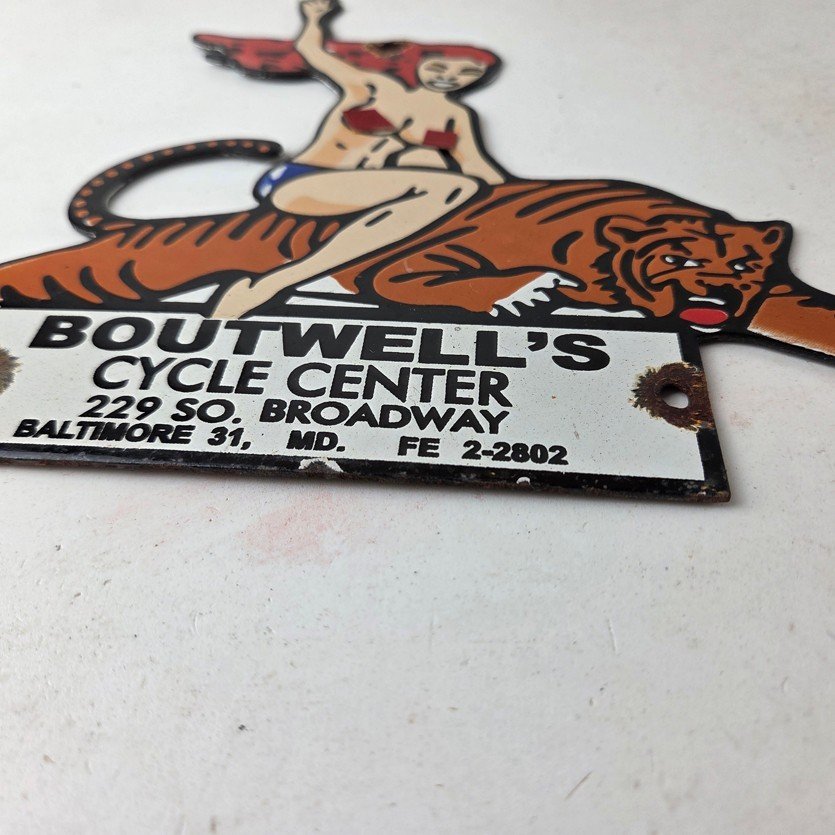 BOUTWELL'S
CYCLE CENTER
229 SO. BROADWAY
BALTIMORE 31, MD. FE 2-2802